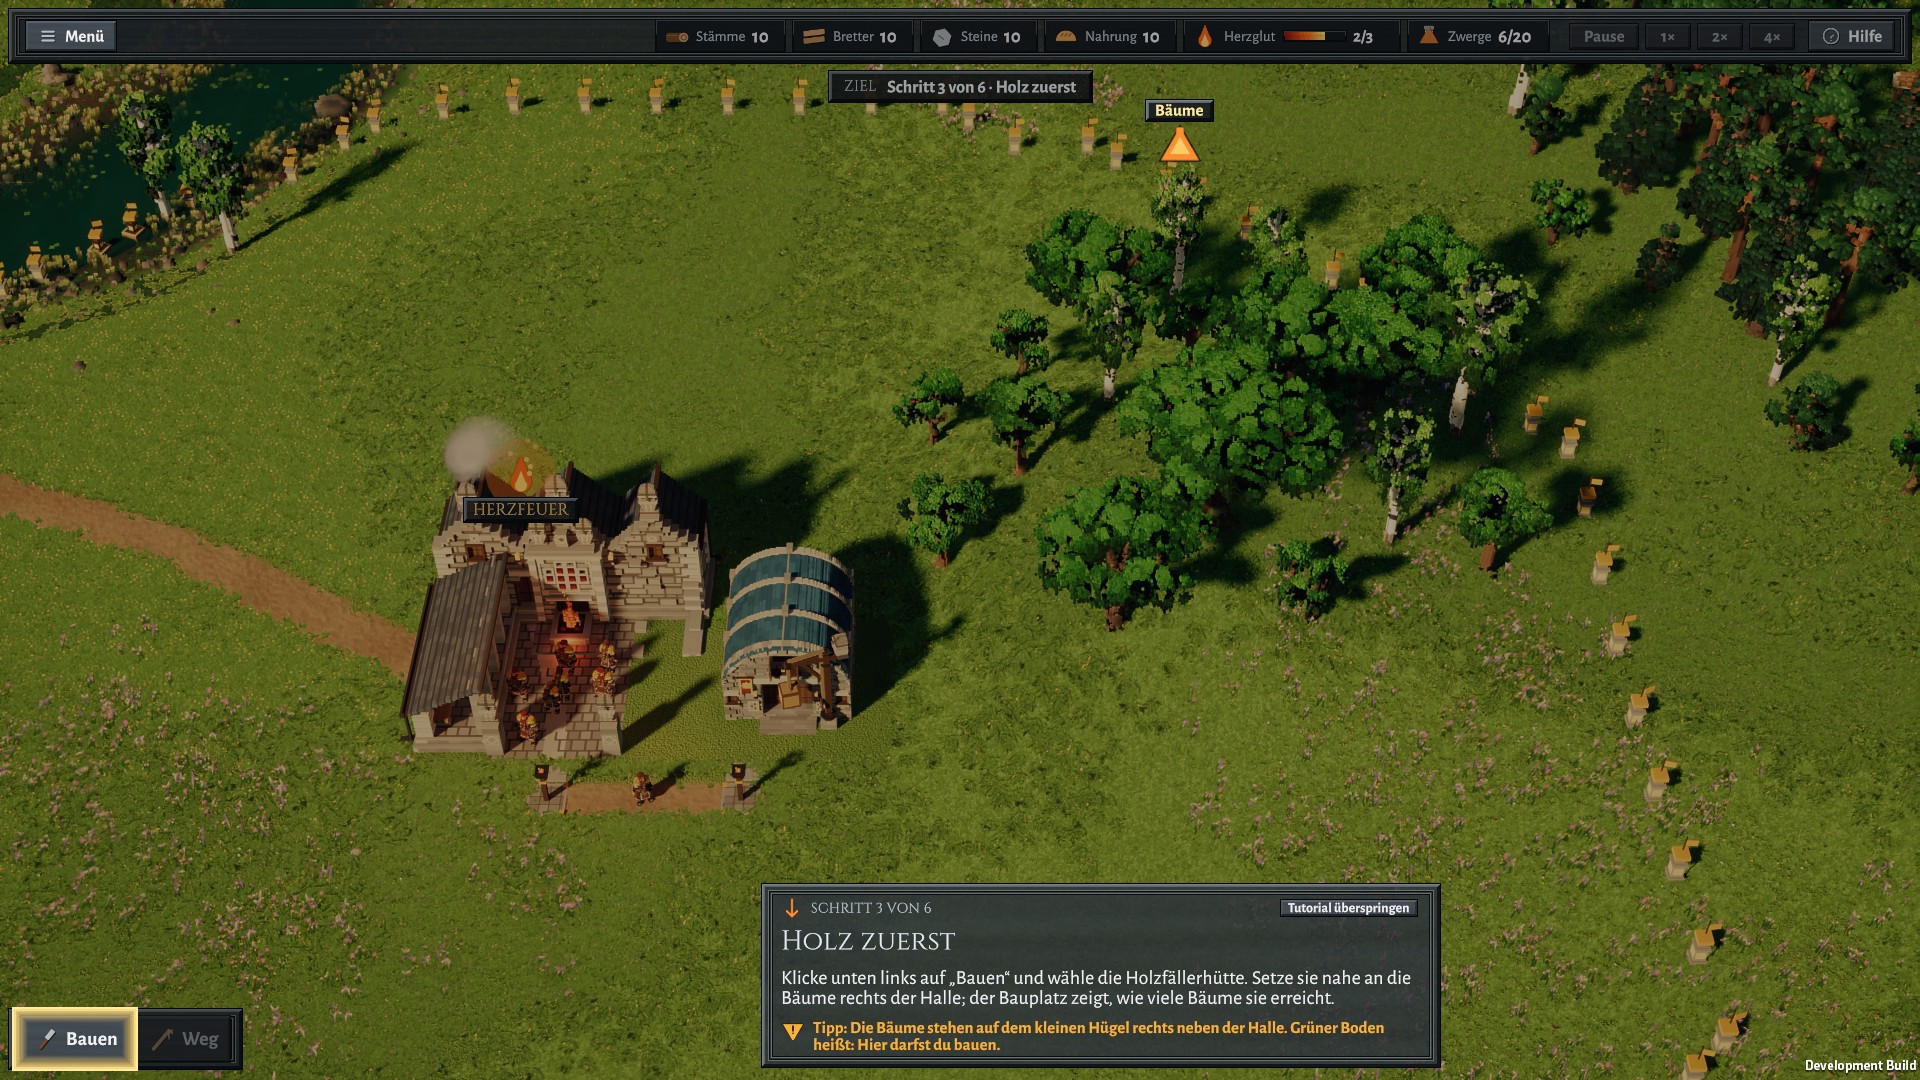 Menü
Stämme 10
Bretter 10
Steine 10
Nahrung 10
Herzglut 2/3
Zwerge 6/20
Pause
1×
2×
4×
Hilfe
ZIEL Schritt 3 von 6 · Holz zuerst
Bäume
HERZFEUER
SCHRITT 3 VON 6
Tutorial überspringen
Holz zuerst
Klicke unten links auf „Bauen“ und wähle die Holzfällerhütte. Setze sie nahe an die
Bäume rechts der Halle; der Bauplatz zeigt, wie viele Bäume sie erreicht.
Tipp: Die Bäume stehen auf dem kleinen Hügel rechts neben der Halle. Grüner Boden
heißt: Hier darfst du bauen.
Bauen
Weg
Development Build